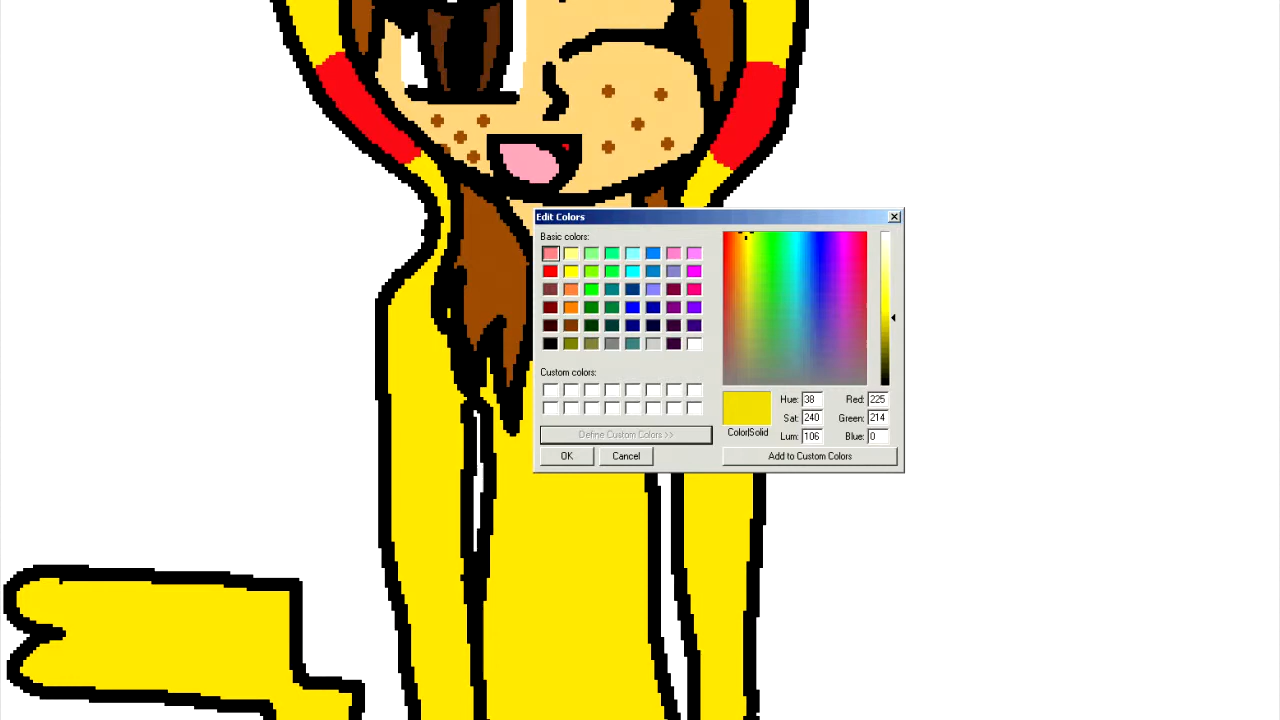 Edit Colors
Basic colors:
Custom colors:
Define Custom Colors >>
OK Cancel
Color|Solid
Hue: 38 Red: 225
Sat: 240 Green: 214
Lum: 106 Blue: 0
Add to Custom Colors